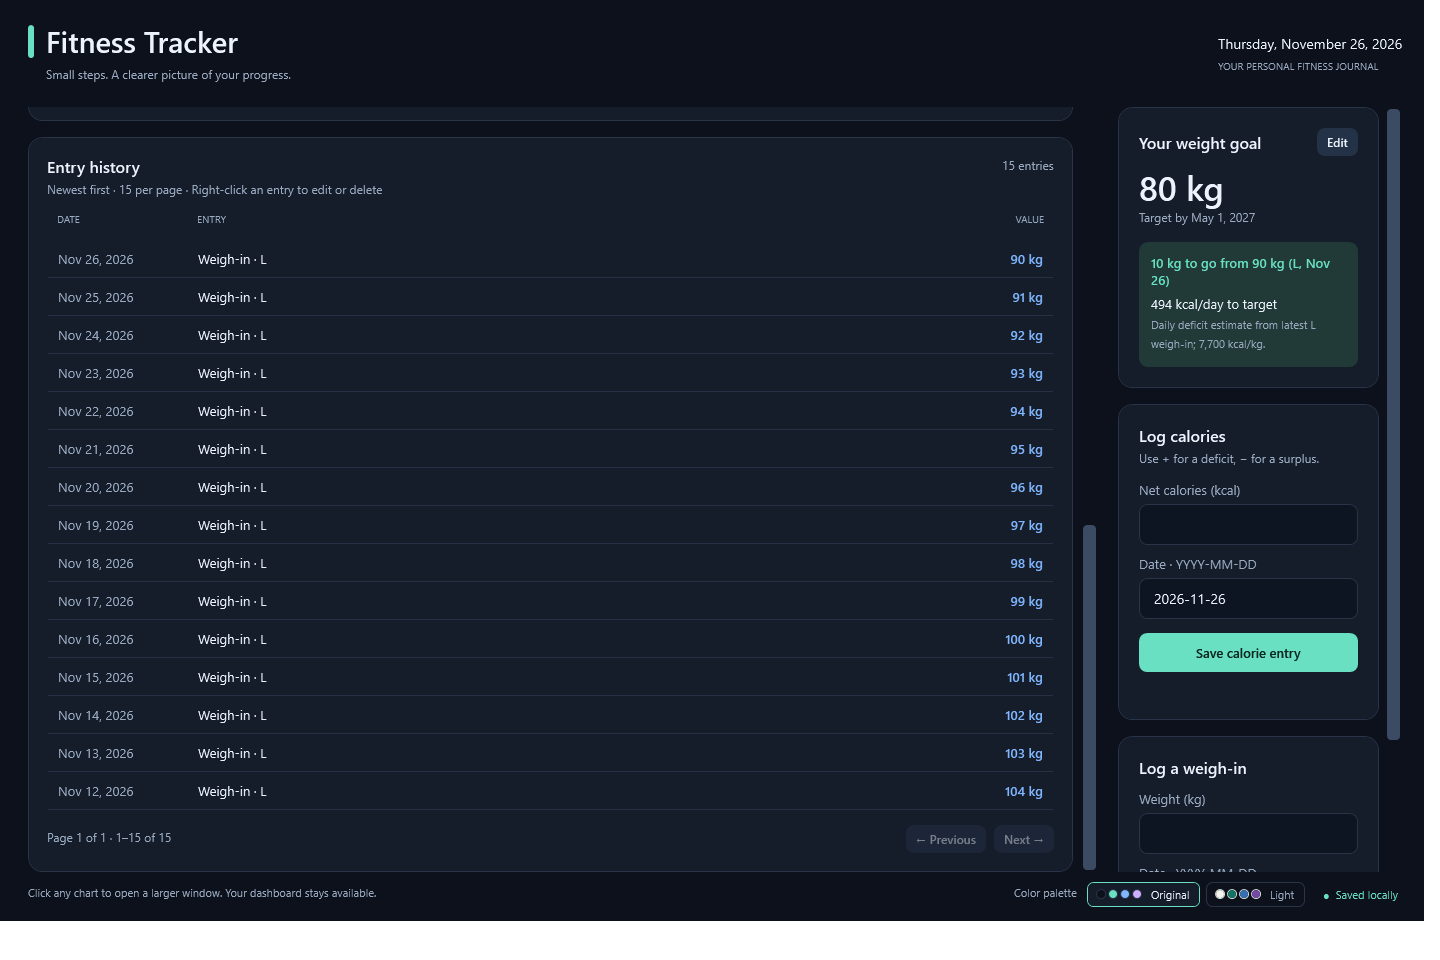 Fitness Tracker
Small steps. A clearer picture of your progress.
Thursday, November 26, 2026
YOUR PERSONAL FITNESS JOURNAL
Entry history
15 entries
Newest first · 15 per page · Right-click an entry to edit or delete
DATE ENTRY VALUE
Nov 26, 2026 Weigh-in · L 90 kg
Nov 25, 2026 Weigh-in · L 91 kg
Nov 24, 2026 Weigh-in · L 92 kg
Nov 23, 2026 Weigh-in · L 93 kg
Nov 22, 2026 Weigh-in · L 94 kg
Nov 21, 2026 Weigh-in · L 95 kg
Nov 20, 2026 Weigh-in · L 96 kg
Nov 19, 2026 Weigh-in · L 97 kg
Nov 18, 2026 Weigh-in · L 98 kg
Nov 17, 2026 Weigh-in · L 99 kg
Nov 16, 2026 Weigh-in · L 100 kg
Nov 15, 2026 Weigh-in · L 101 kg
Nov 14, 2026 Weigh-in · L 102 kg
Nov 13, 2026 Weigh-in · L 103 kg
Nov 12, 2026 Weigh-in · L 104 kg
Page 1 of 1 · 1–15 of 15
← Previous
Next →
Your weight goal
Edit
80 kg
Target by May 1, 2027
10 kg to go from 90 kg (L, Nov
26)
494 kcal/day to target
Daily deficit estimate from latest L
weigh-in; 7,700 kcal/kg.
Log calories
Use + for a deficit, − for a surplus.
Net calories (kcal)
Date · YYYY-MM-DD
2026-11-26
Save calorie entry
Log a weigh-in
Weight (kg)
Date · YYYY-MM-DD
Click any chart to open a larger window. Your dashboard stays available.
Color palette
Original
Light
● Saved locally